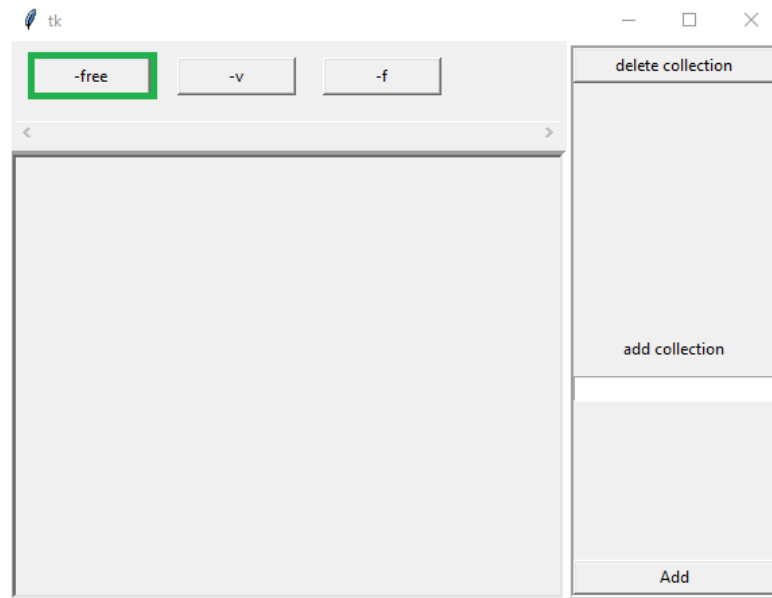 tk
-free
-v
-f
delete collection
add collection
Add